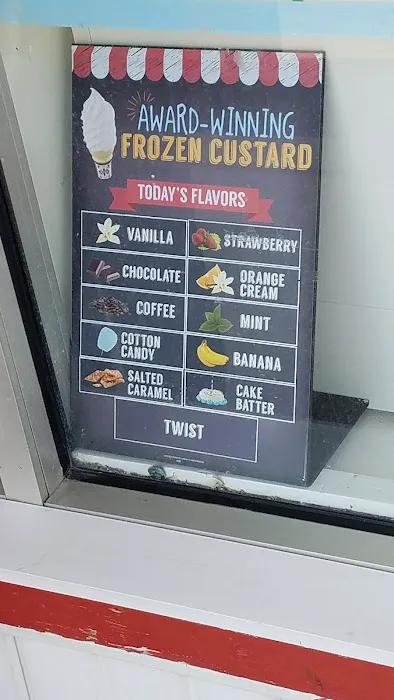 AWARD-WINNING
FROZEN CUSTARD
TODAY'S FLAVORS
VANILLA
STRAWBERRY
CHOCOLATE
ORANGE
CREAM
COFFEE
MINT
COTTON
CANDY
BANANA
SALTED
CARAMEL
CAKE
BATTER
TWIST